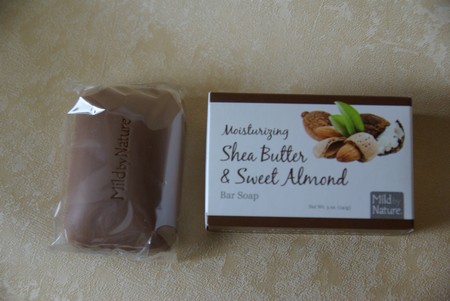 Mild by Nature
Moisturizing
Shea Butter
& Sweet Almond
Bar Soap
Mild by
Nature